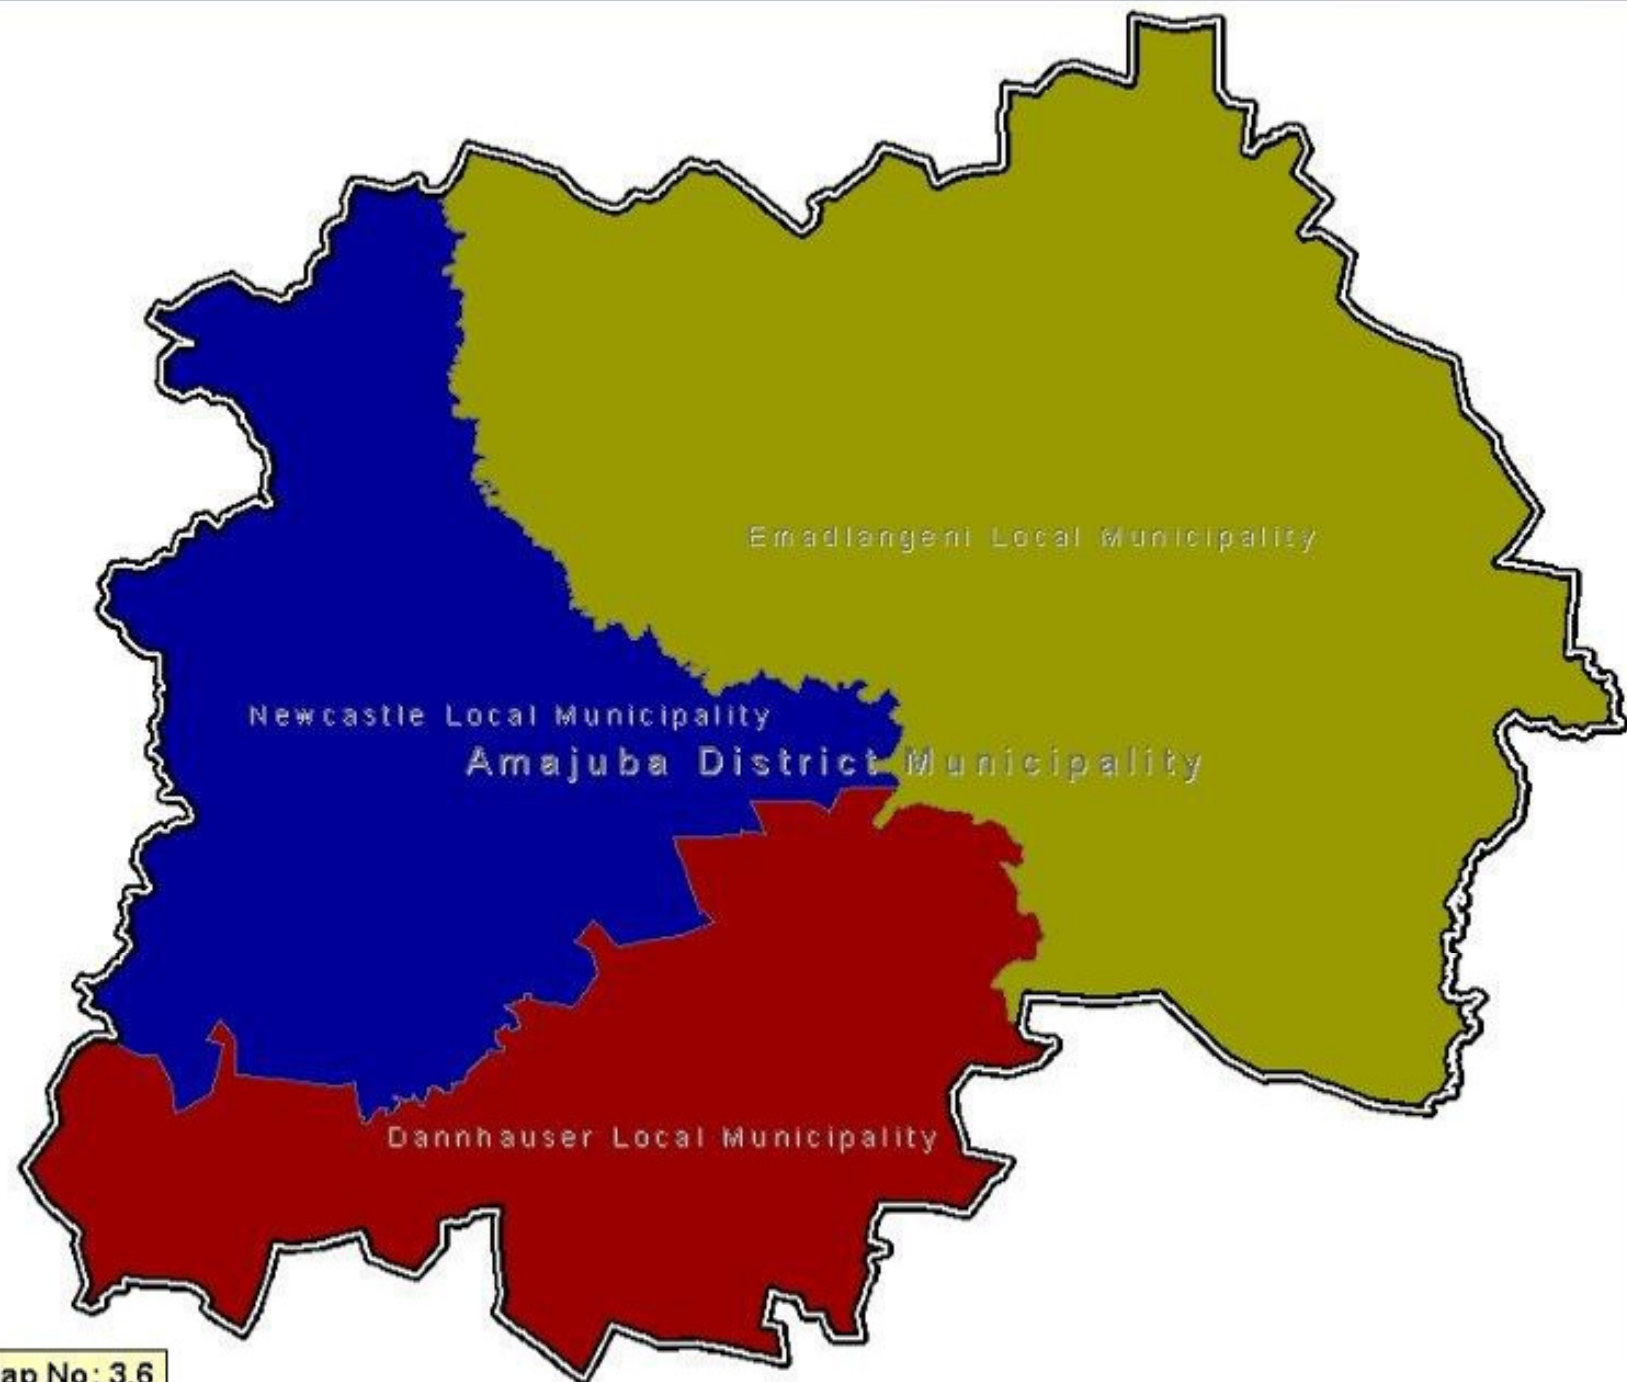 Emadlangeni Local Municipality
Newcastle Local Municipality
Amajuba District Municipality
Dannhauser Local Municipality
ap No: 3.6